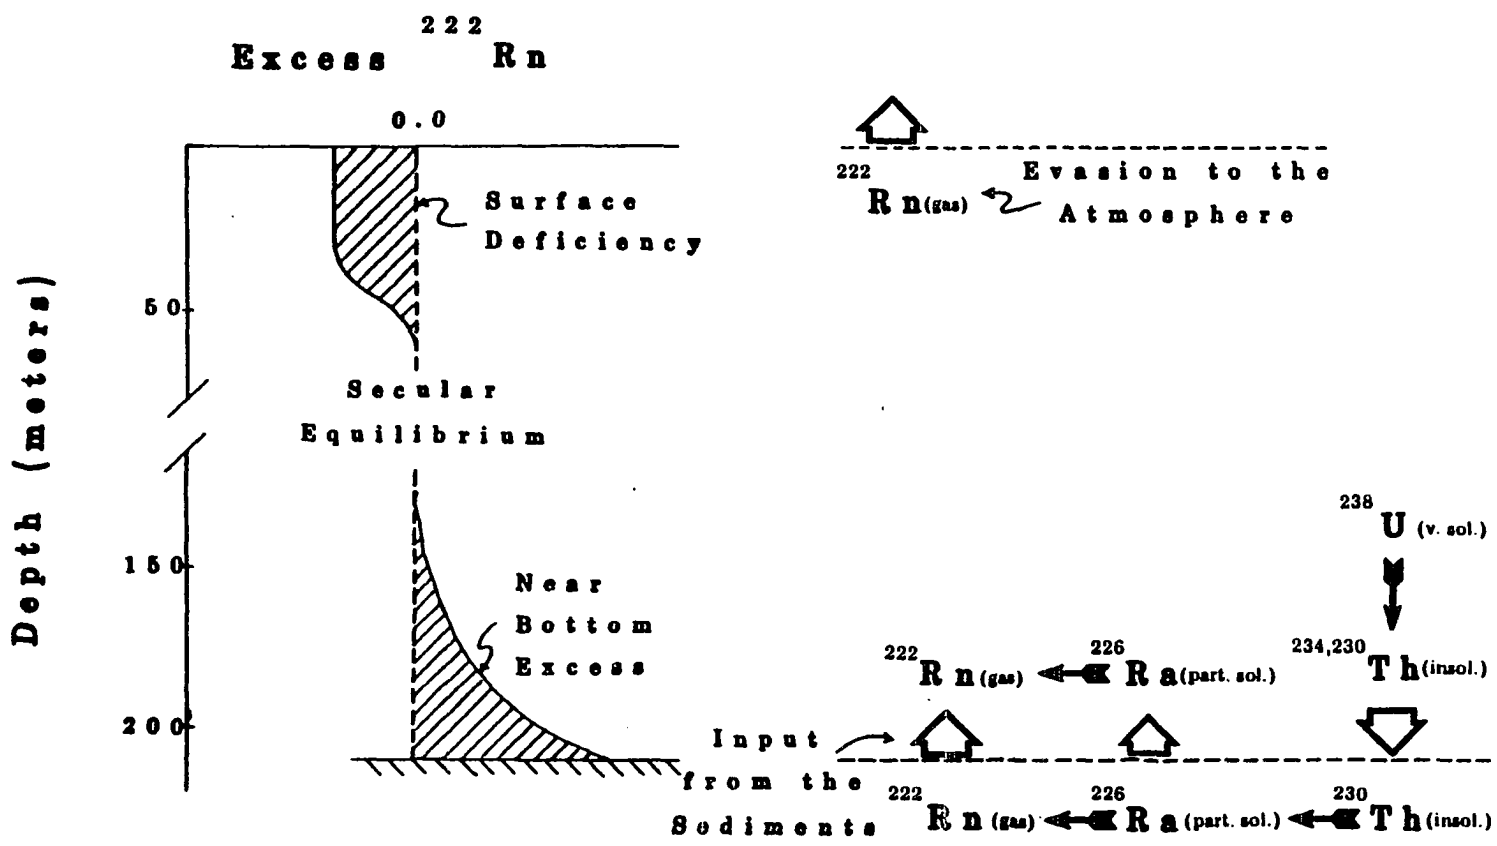 Excess 222Rn
0.0
Surface
Deficiency
50
Secular
Equilibrium
Depth (meters)
150
Near
Bottom
Excess
200
222Rn(gas)
Evasion to the
Atmosphere
238U (v. sol.)
222Rn(gas) 226Ra(part. sol.) 234,230Th(insol.)
Input
from the
Sediments
222Rn(gas) 226Ra(part. sol.) 230Th(insol.)